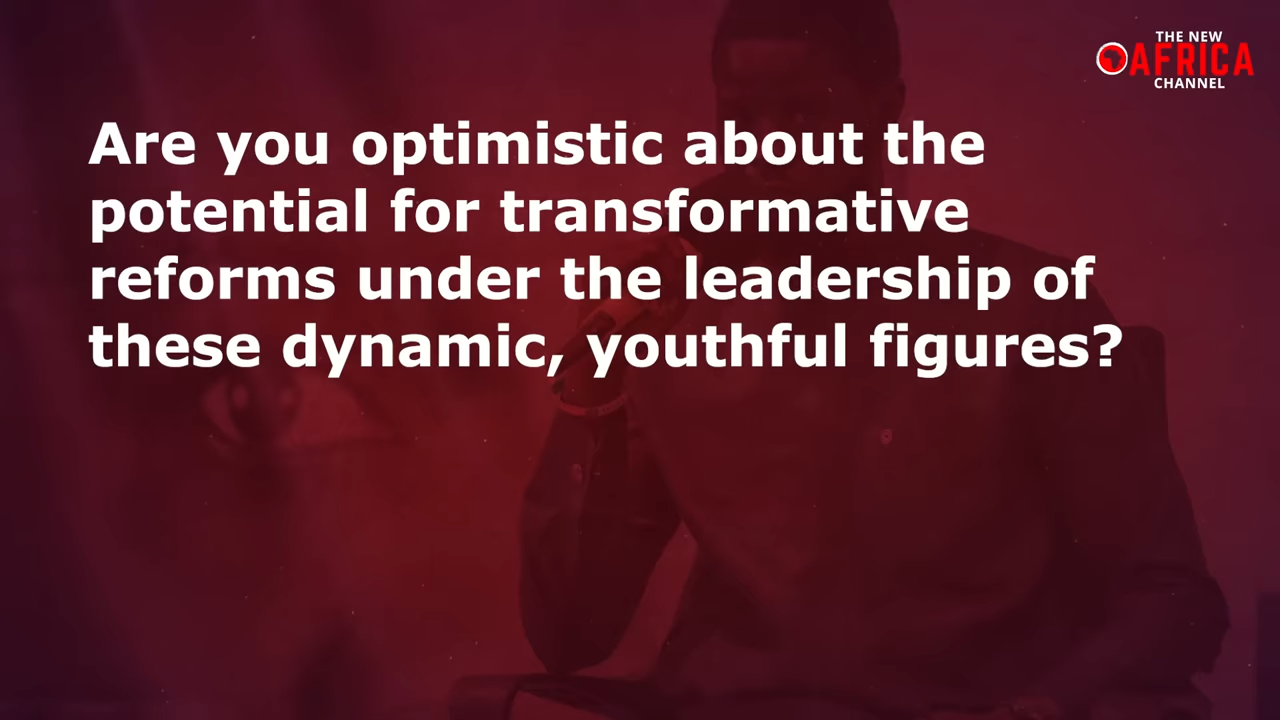 THE NEW
AFRICA
CHANNEL
Are you optimistic about the
potential for transformative
reforms under the leadership of
these dynamic, youthful figures?